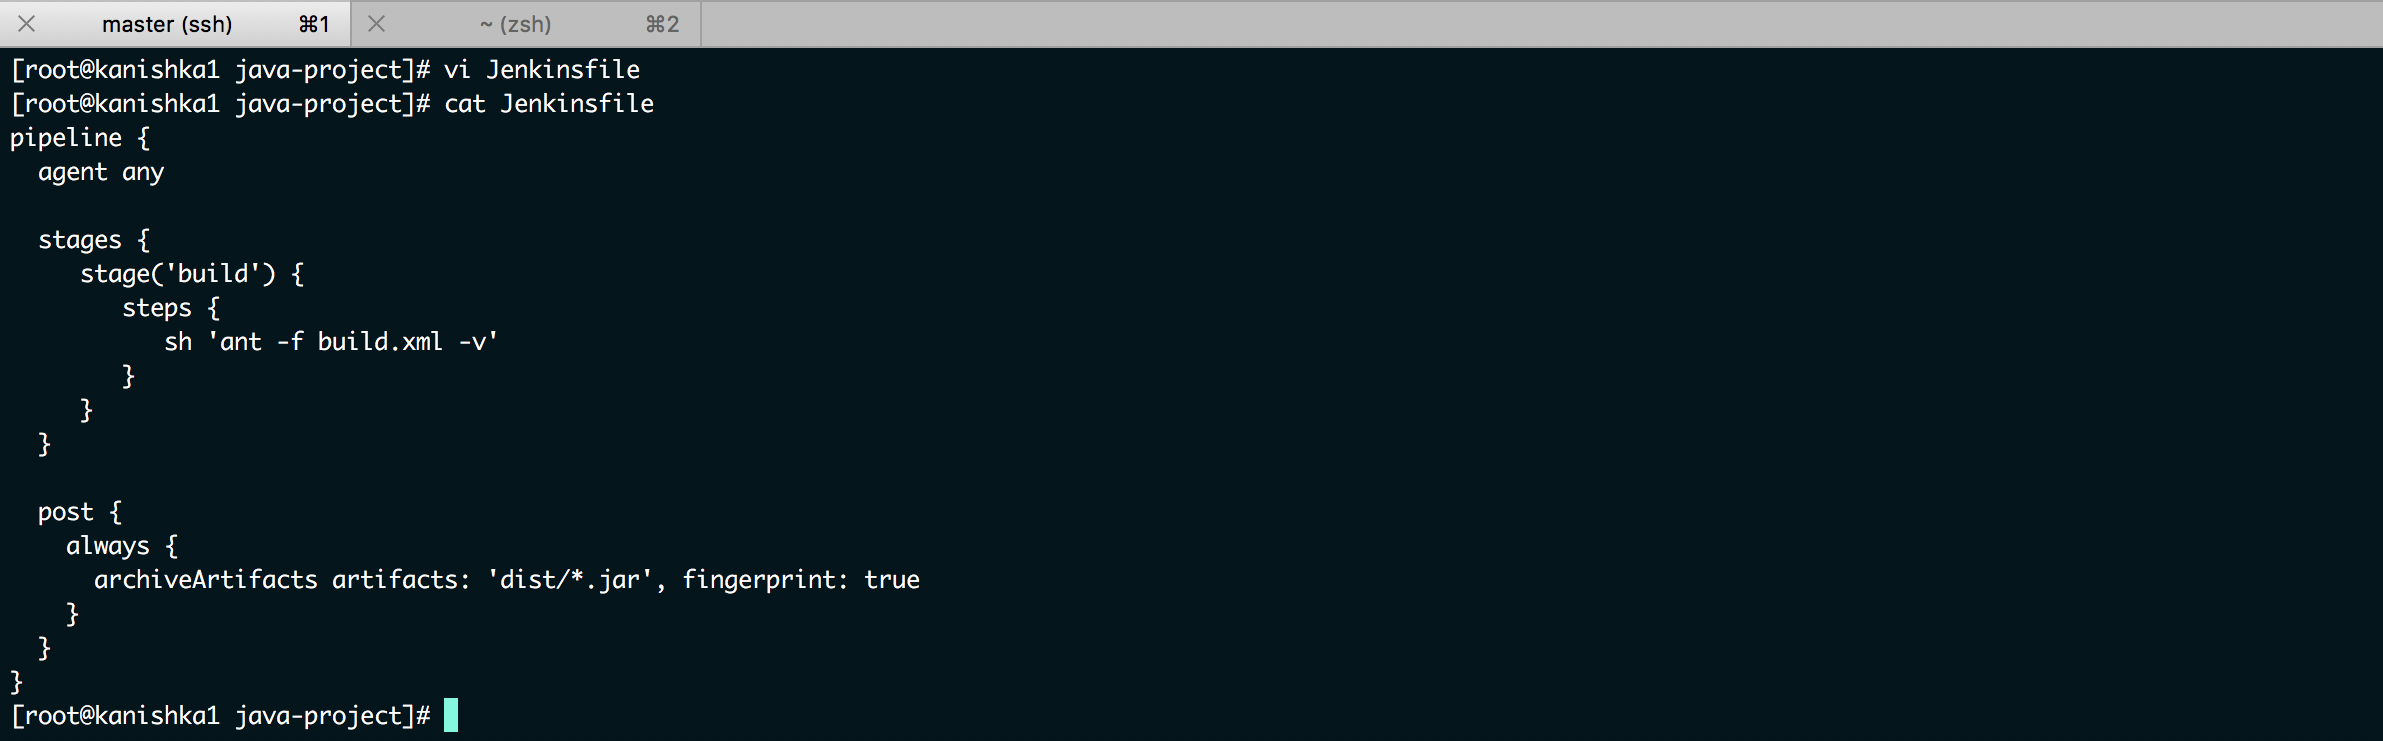 master (ssh) ⌘1 ~ (zsh) ⌘2
[root@kanishka1 java-project]# vi Jenkinsfile
[root@kanishka1 java-project]# cat Jenkinsfile
pipeline {
  agent any
  stages {
     stage('build') {
        steps {
           sh 'ant -f build.xml -v'
        }
     }
  }
  post {
    always {
      archiveArtifacts artifacts: 'dist/*.jar', fingerprint: true
    }
  }
}
[root@kanishka1 java-project]#